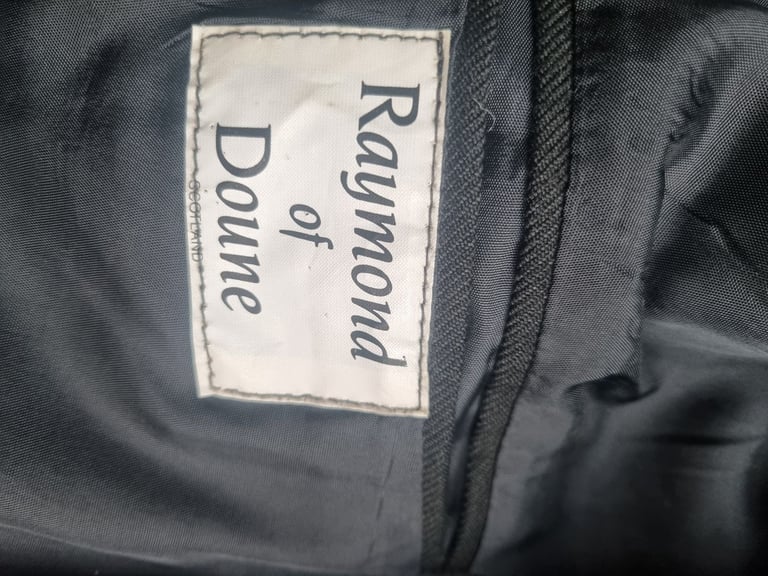 Raymond
of
Doune
SCOTLAND